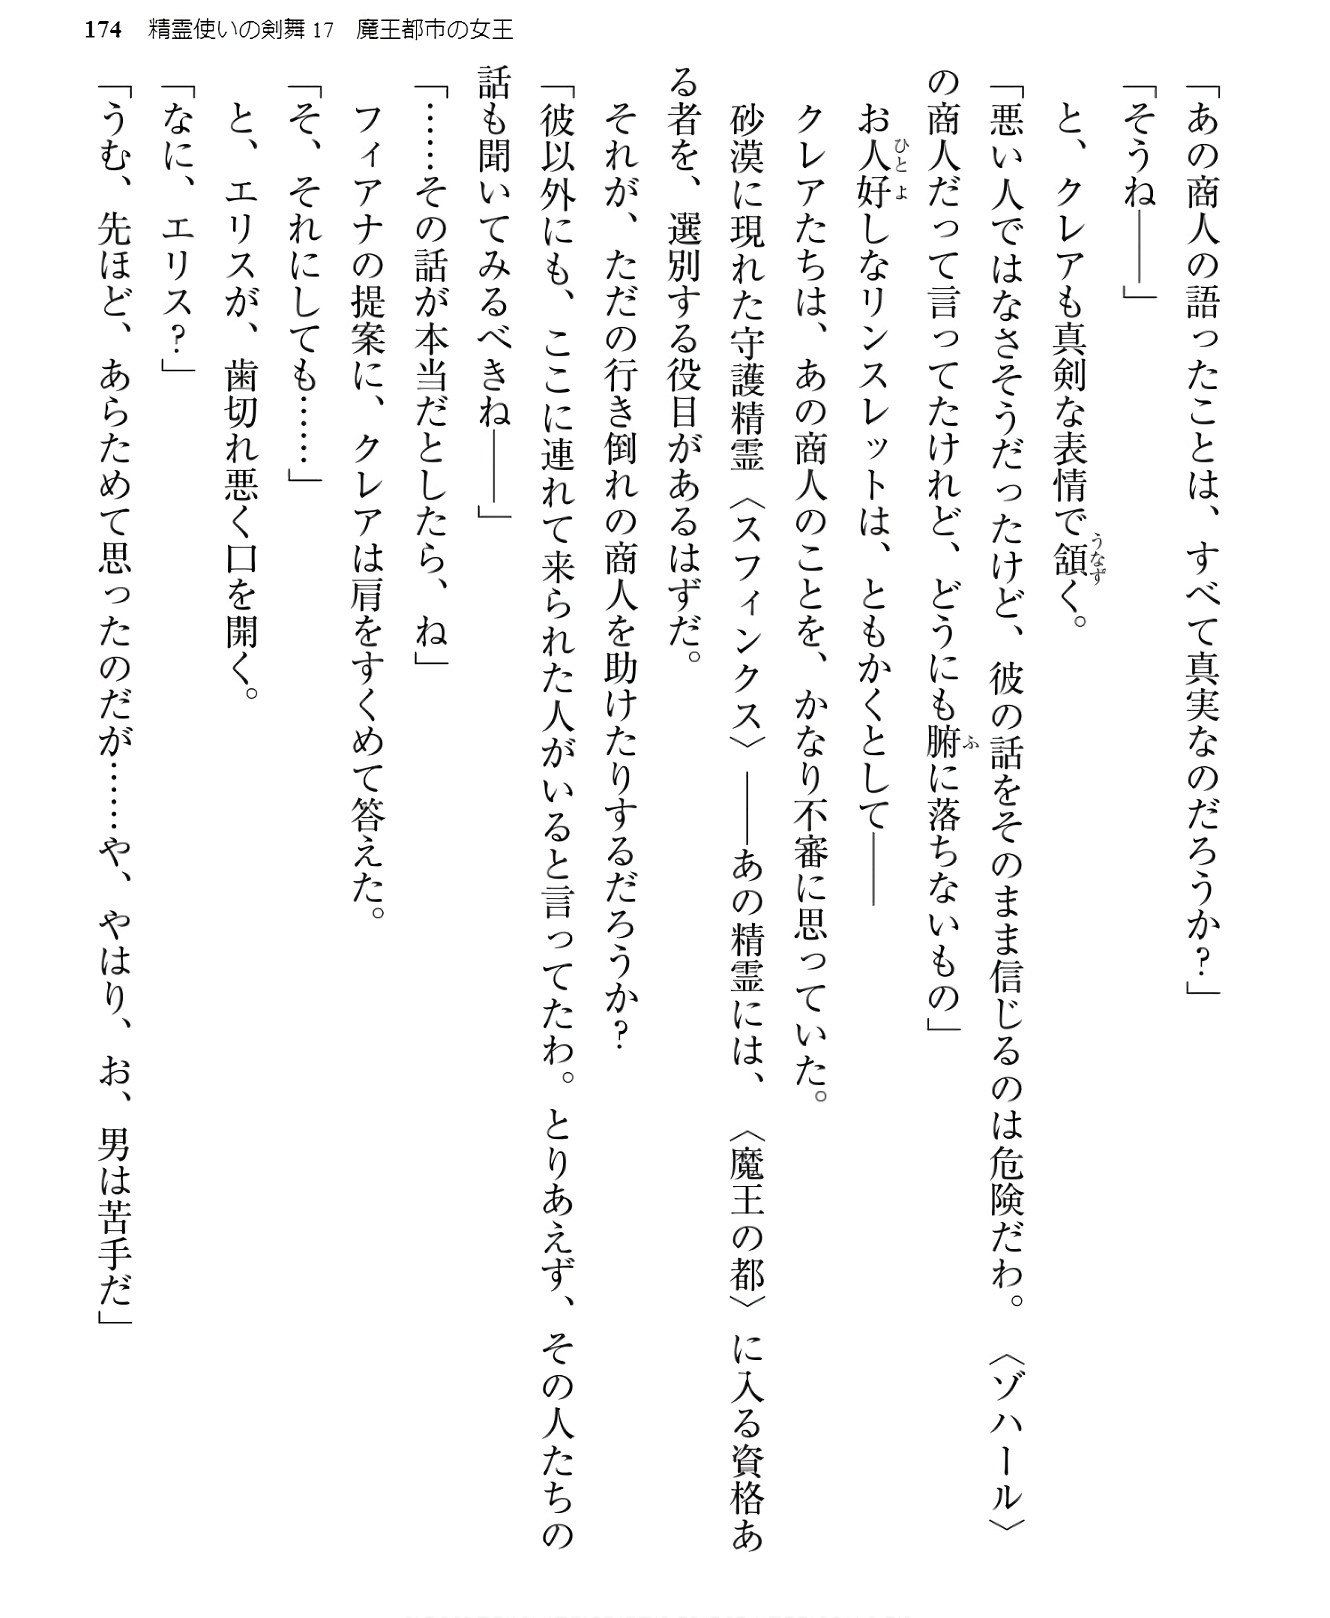 174 精霊使いの剣舞17 魔王都市の女王
「あの商人の語ったことは、すべて真実なのだろうか？」
「そうね――」
と、クレアも真剣な表情で頷く。
「悪い人ではなさそうだったけど、彼の話をそのまま信じるのは危険だわ。〈ゾハール〉
の商人だって言ってたけれど、どうにも腑に落ちないもの」
お人好しなリンスレットは、ともかくとして――
クレアたちは、あの商人のことを、かなり不審に思っていた。
砂漠に現れた守護精霊〈スフィンクス〉――あの精霊には、〈魔王の都〉に入る資格あ
る者を、選別する役目があるはずだ。
それが、ただの行き倒れの商人を助けたりするだろうか？
「彼以外にも、ここに連れて来られた人がいると言ってたわ。とりあえず、その人たちの
話も聞いてみるべきね――」
「……その話が本当だとしたら、ね」
フィアナの提案に、クレアは肩をすくめて答えた。
「そ、それにしても……」
と、エリスが、歯切れ悪く口を開く。
「なに、エリス？」
「うむ、先ほど、あらためて思ったのだが……や、やはり、お、男は苦手だ」